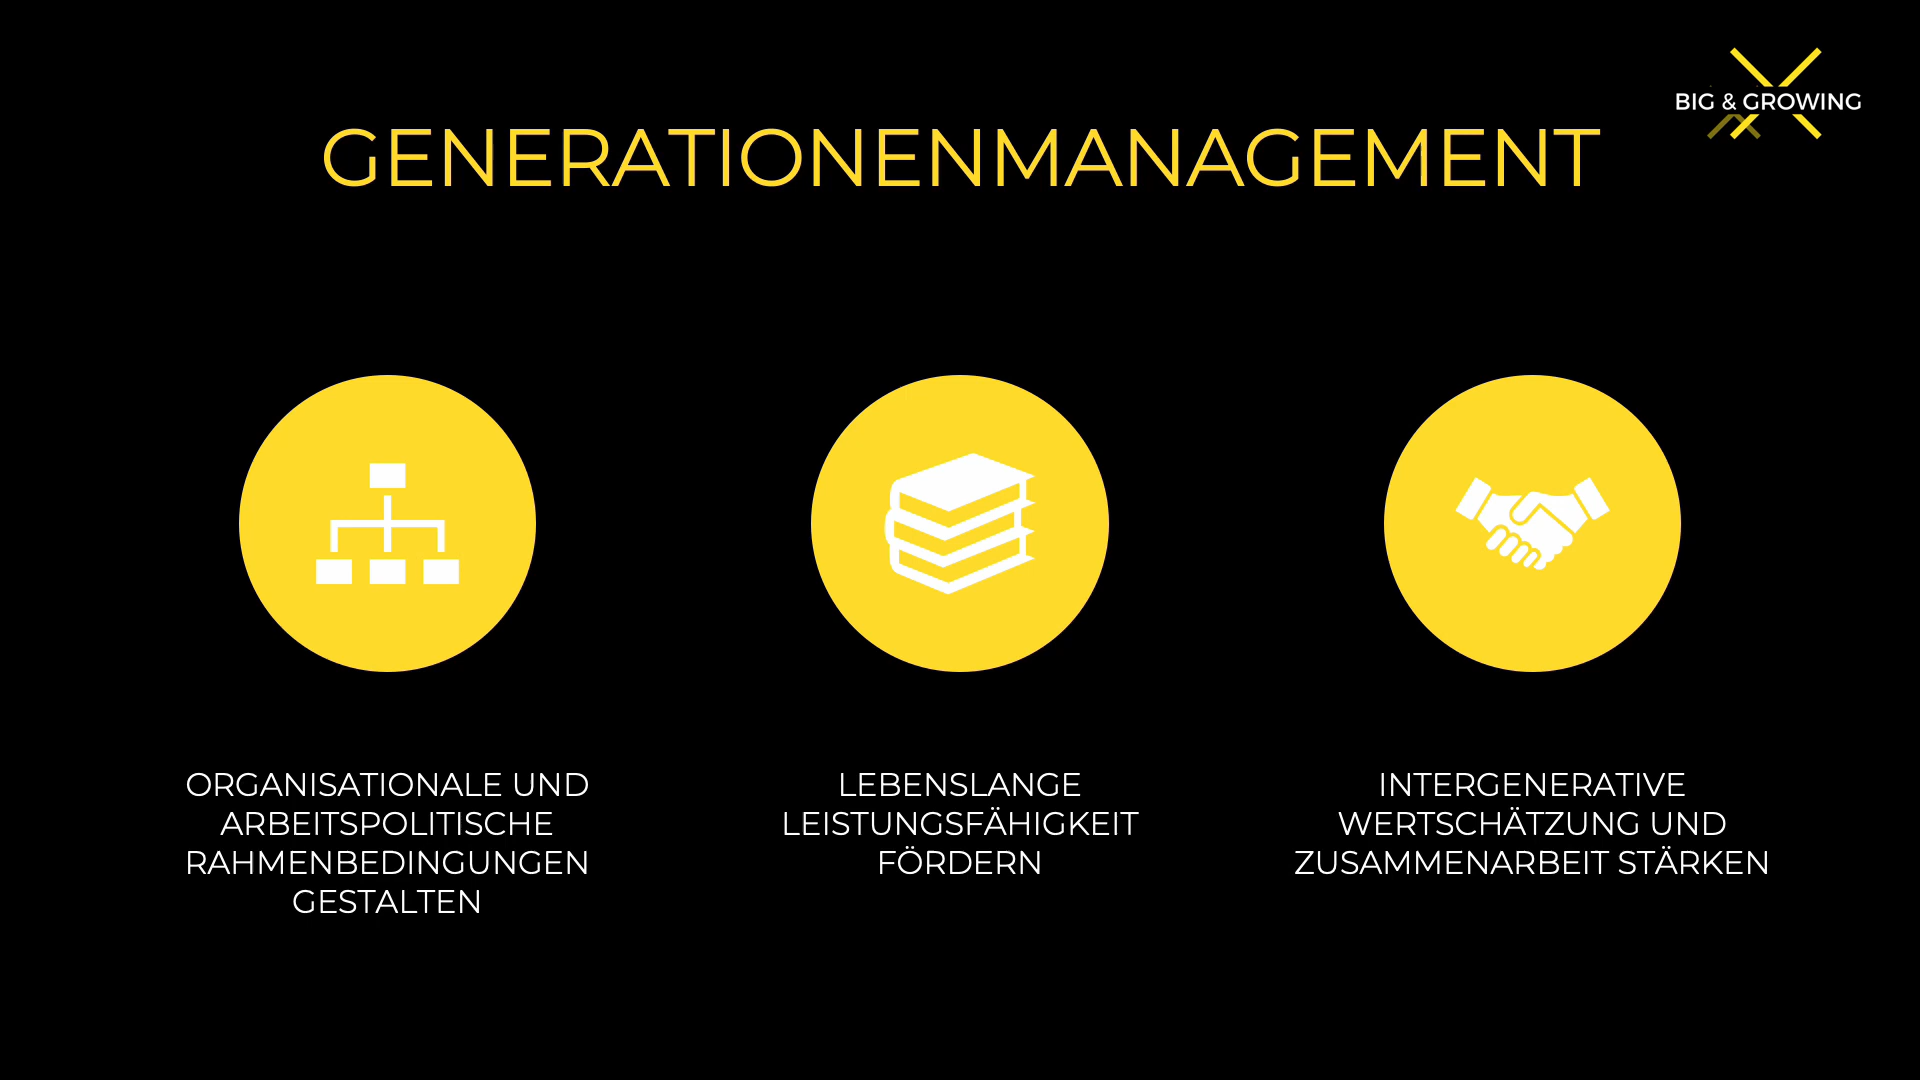 BIG & GROWING
GENERATIONENMANAGEMENT
ORGANISATIONALE UND
ARBEITSPOLITISCHE
RAHMENBEDINGUNGEN
GESTALTEN
LEBENSLANGE
LEISTUNGSFÄHIGKEIT
FÖRDERN
INTERGENERATIVE
WERTSCHÄTZUNG UND
ZUSAMMENARBEIT STÄRKEN